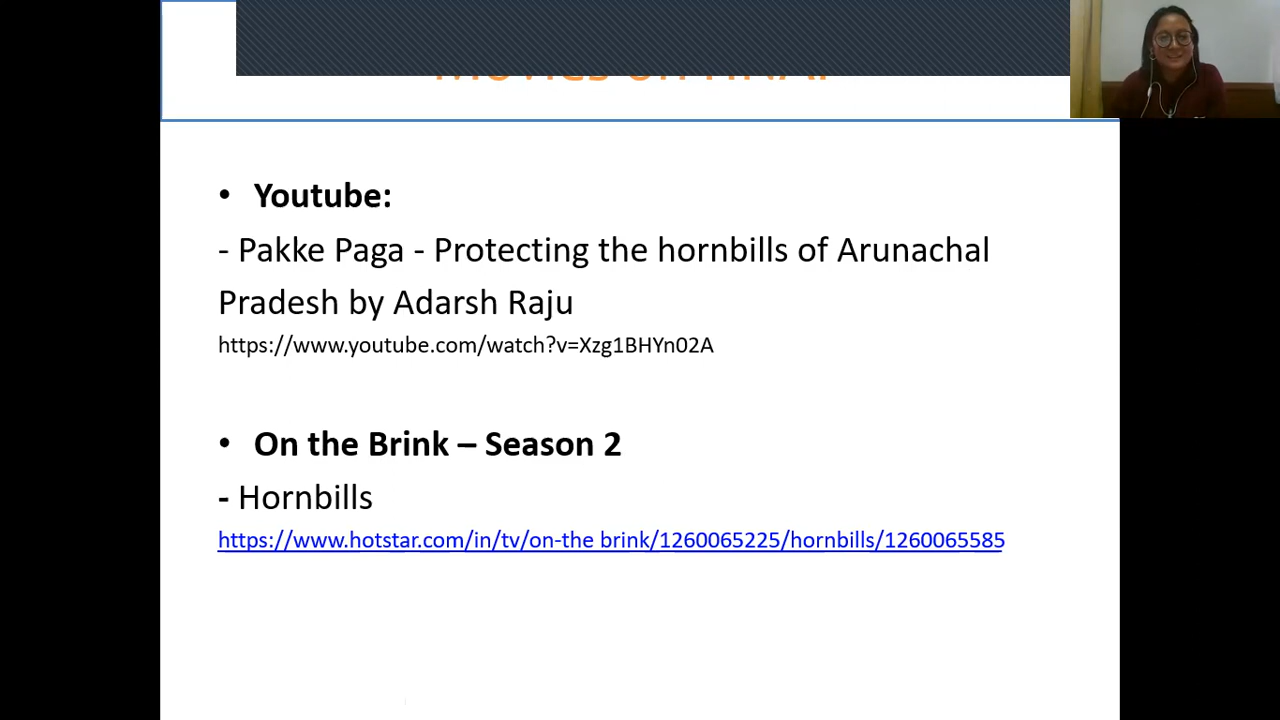 • Youtube:
- Pakke Paga - Protecting the hornbills of Arunachal
Pradesh by Adarsh Raju
https://www.youtube.com/watch?v=Xzg1BHYn02A
• On the Brink – Season 2
- Hornbills
https://www.hotstar.com/in/tv/on-the brink/1260065225/hornbills/1260065585